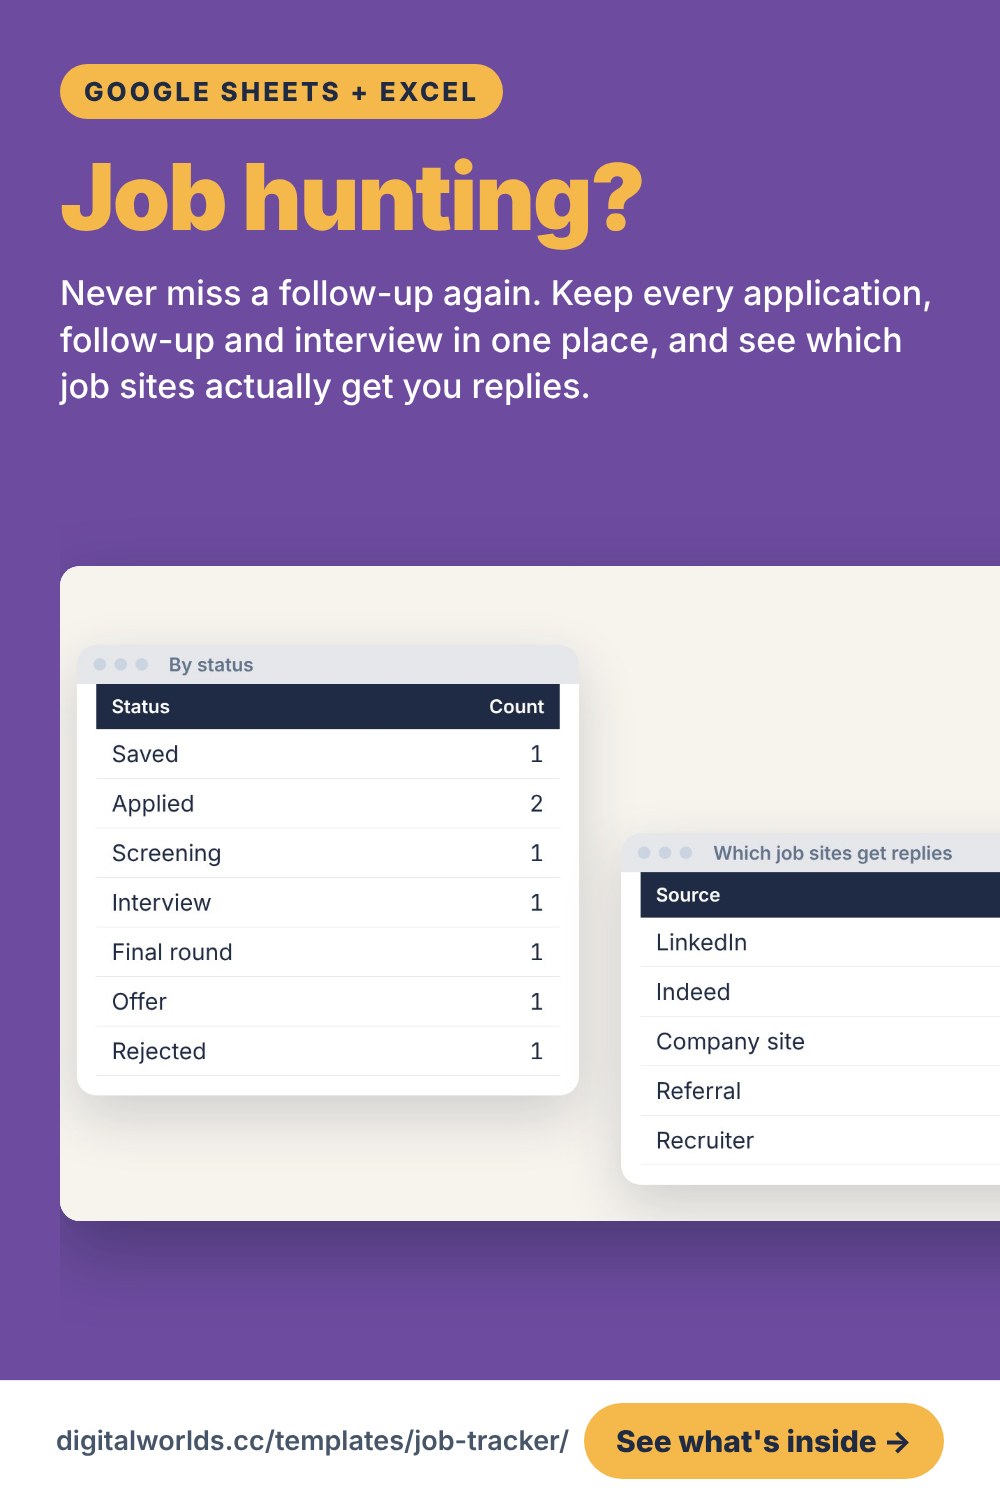 GOOGLE SHEETS + EXCEL
Job hunting?
Never miss a follow-up again. Keep every application,
follow-up and interview in one place, and see which
job sites actually get you replies.
By status
Status Count
Saved 1
Applied 2
Screening 1
Interview 1
Final round 1
Offer 1
Rejected 1
Which job sites get replies
Source
LinkedIn
Indeed
Company site
Referral
Recruiter
digitalworlds.cc/templates/job-tracker/
See what's inside →